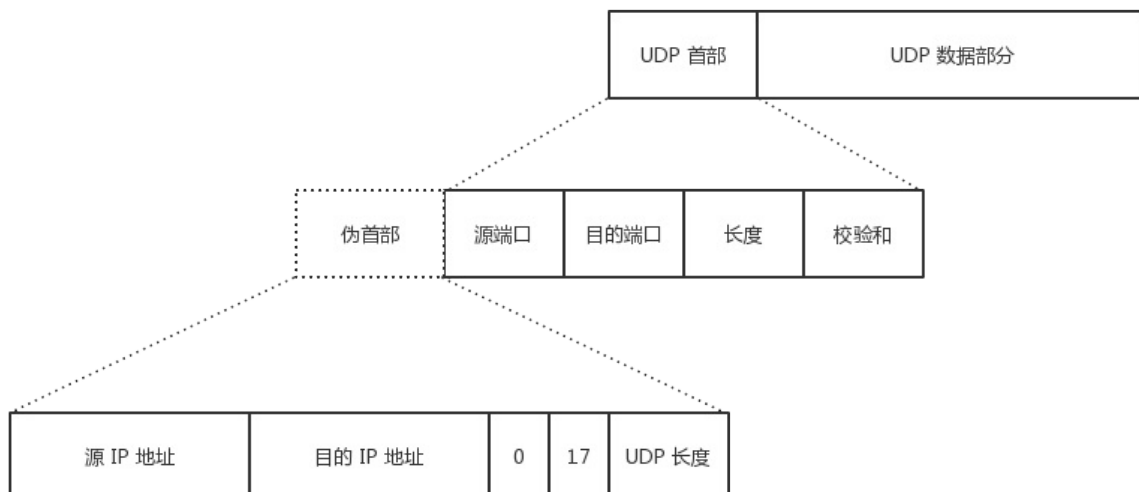 UDP 首部 UDP 数据部分
伪首部 源端口 目的端口 长度 校验和
源 IP 地址 目的 IP 地址 0 17 UDP 长度